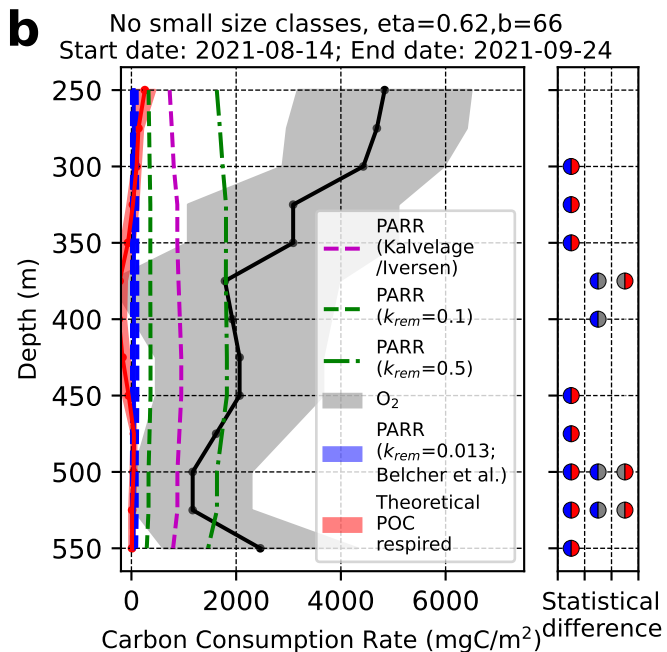 b
No small size classes, eta=0.62,b=66
Start date: 2021-08-14; End date: 2021-09-24
250
300
350
400
450
500
550
Depth (m)
PARR
(Kalvelage
/Iversen)
PARR
(k_rem=0.1)
PARR
(k_rem=0.5)
O₂
PARR
(k_rem=0.013;
Belcher et al.)
Theoretical
POC
respired
0 2000 4000 6000
Carbon Consumption Rate (mgC/m²)
Statistical
difference